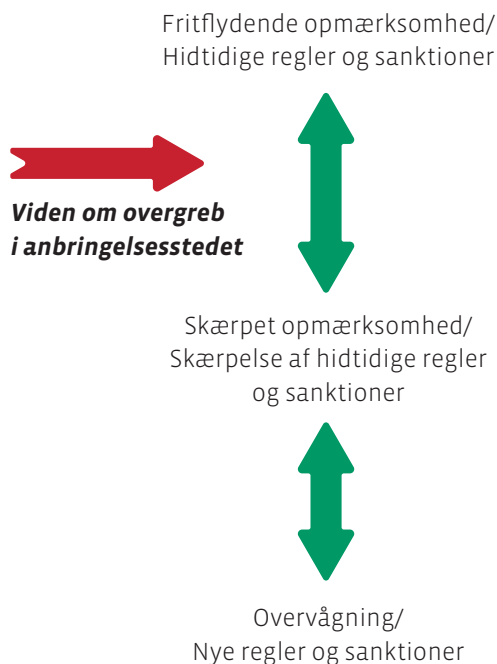 Fritflydende opmærksomhed/
Hidtidige regler og sanktioner
Viden om overgreb
i anbringelsesstedet
Skærpet opmærksomhed/
Skærpelse af hidtidige regler
og sanktioner
Overvågning/
Nye regler og sanktioner